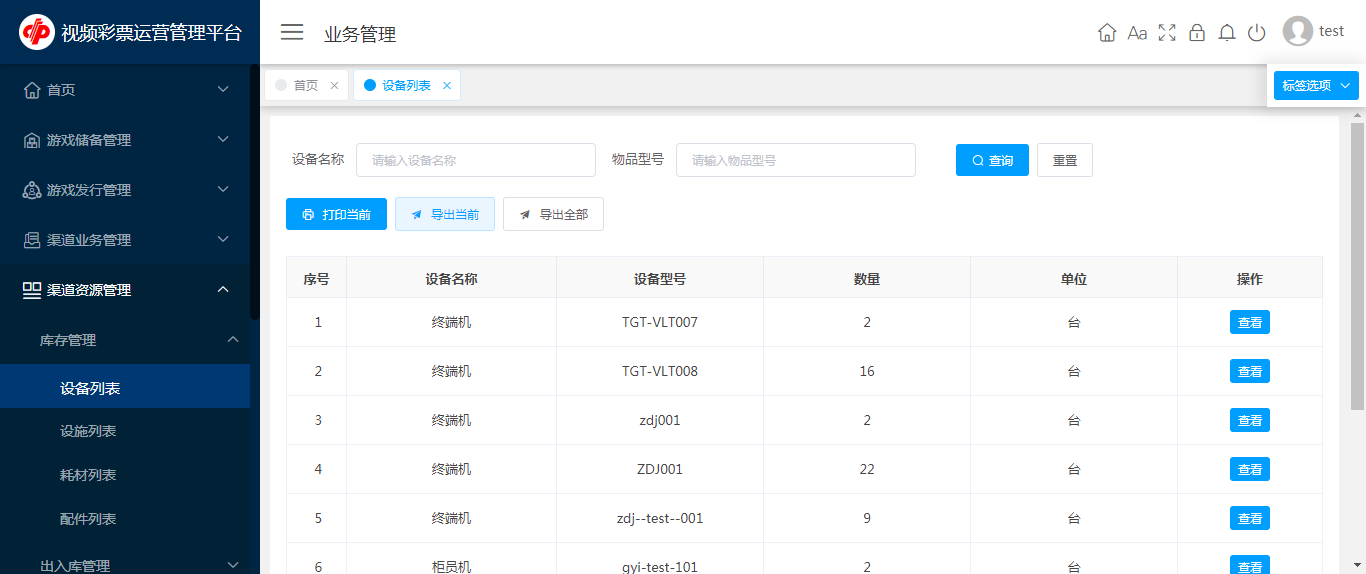 视频彩票运营管理平台
业务管理
Aa
test
首页
游戏储备管理
游戏发行管理
渠道业务管理
渠道资源管理
库存管理
设备列表
设施列表
耗材列表
配件列表
出入库管理
首页 × 设备列表 ×
标签选项
设备名称 请输入设备名称 物品型号 请输入物品型号 查询 重置
打印当前 导出当前 导出全部
序号 设备名称 设备型号 数量 单位 操作
1 终端机 TGT-VLT007 2 台 查看
2 终端机 TGT-VLT008 16 台 查看
3 终端机 zdj001 2 台 查看
4 终端机 ZDJ001 22 台 查看
5 终端机 zdj--test--001 9 台 查看
6 柜员机 gyj-test-101 2 台 查看